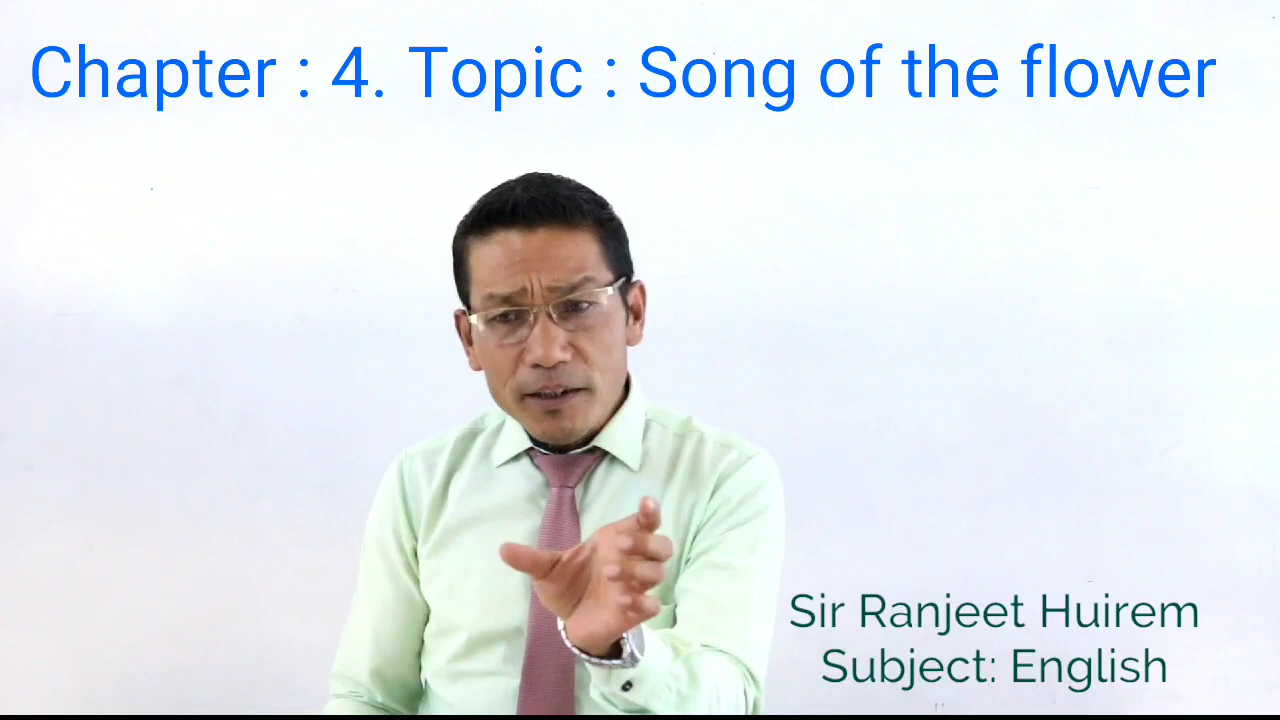 Chapter : 4. Topic : Song of the flower
Sir Ranjeet Huirem
Subject: English